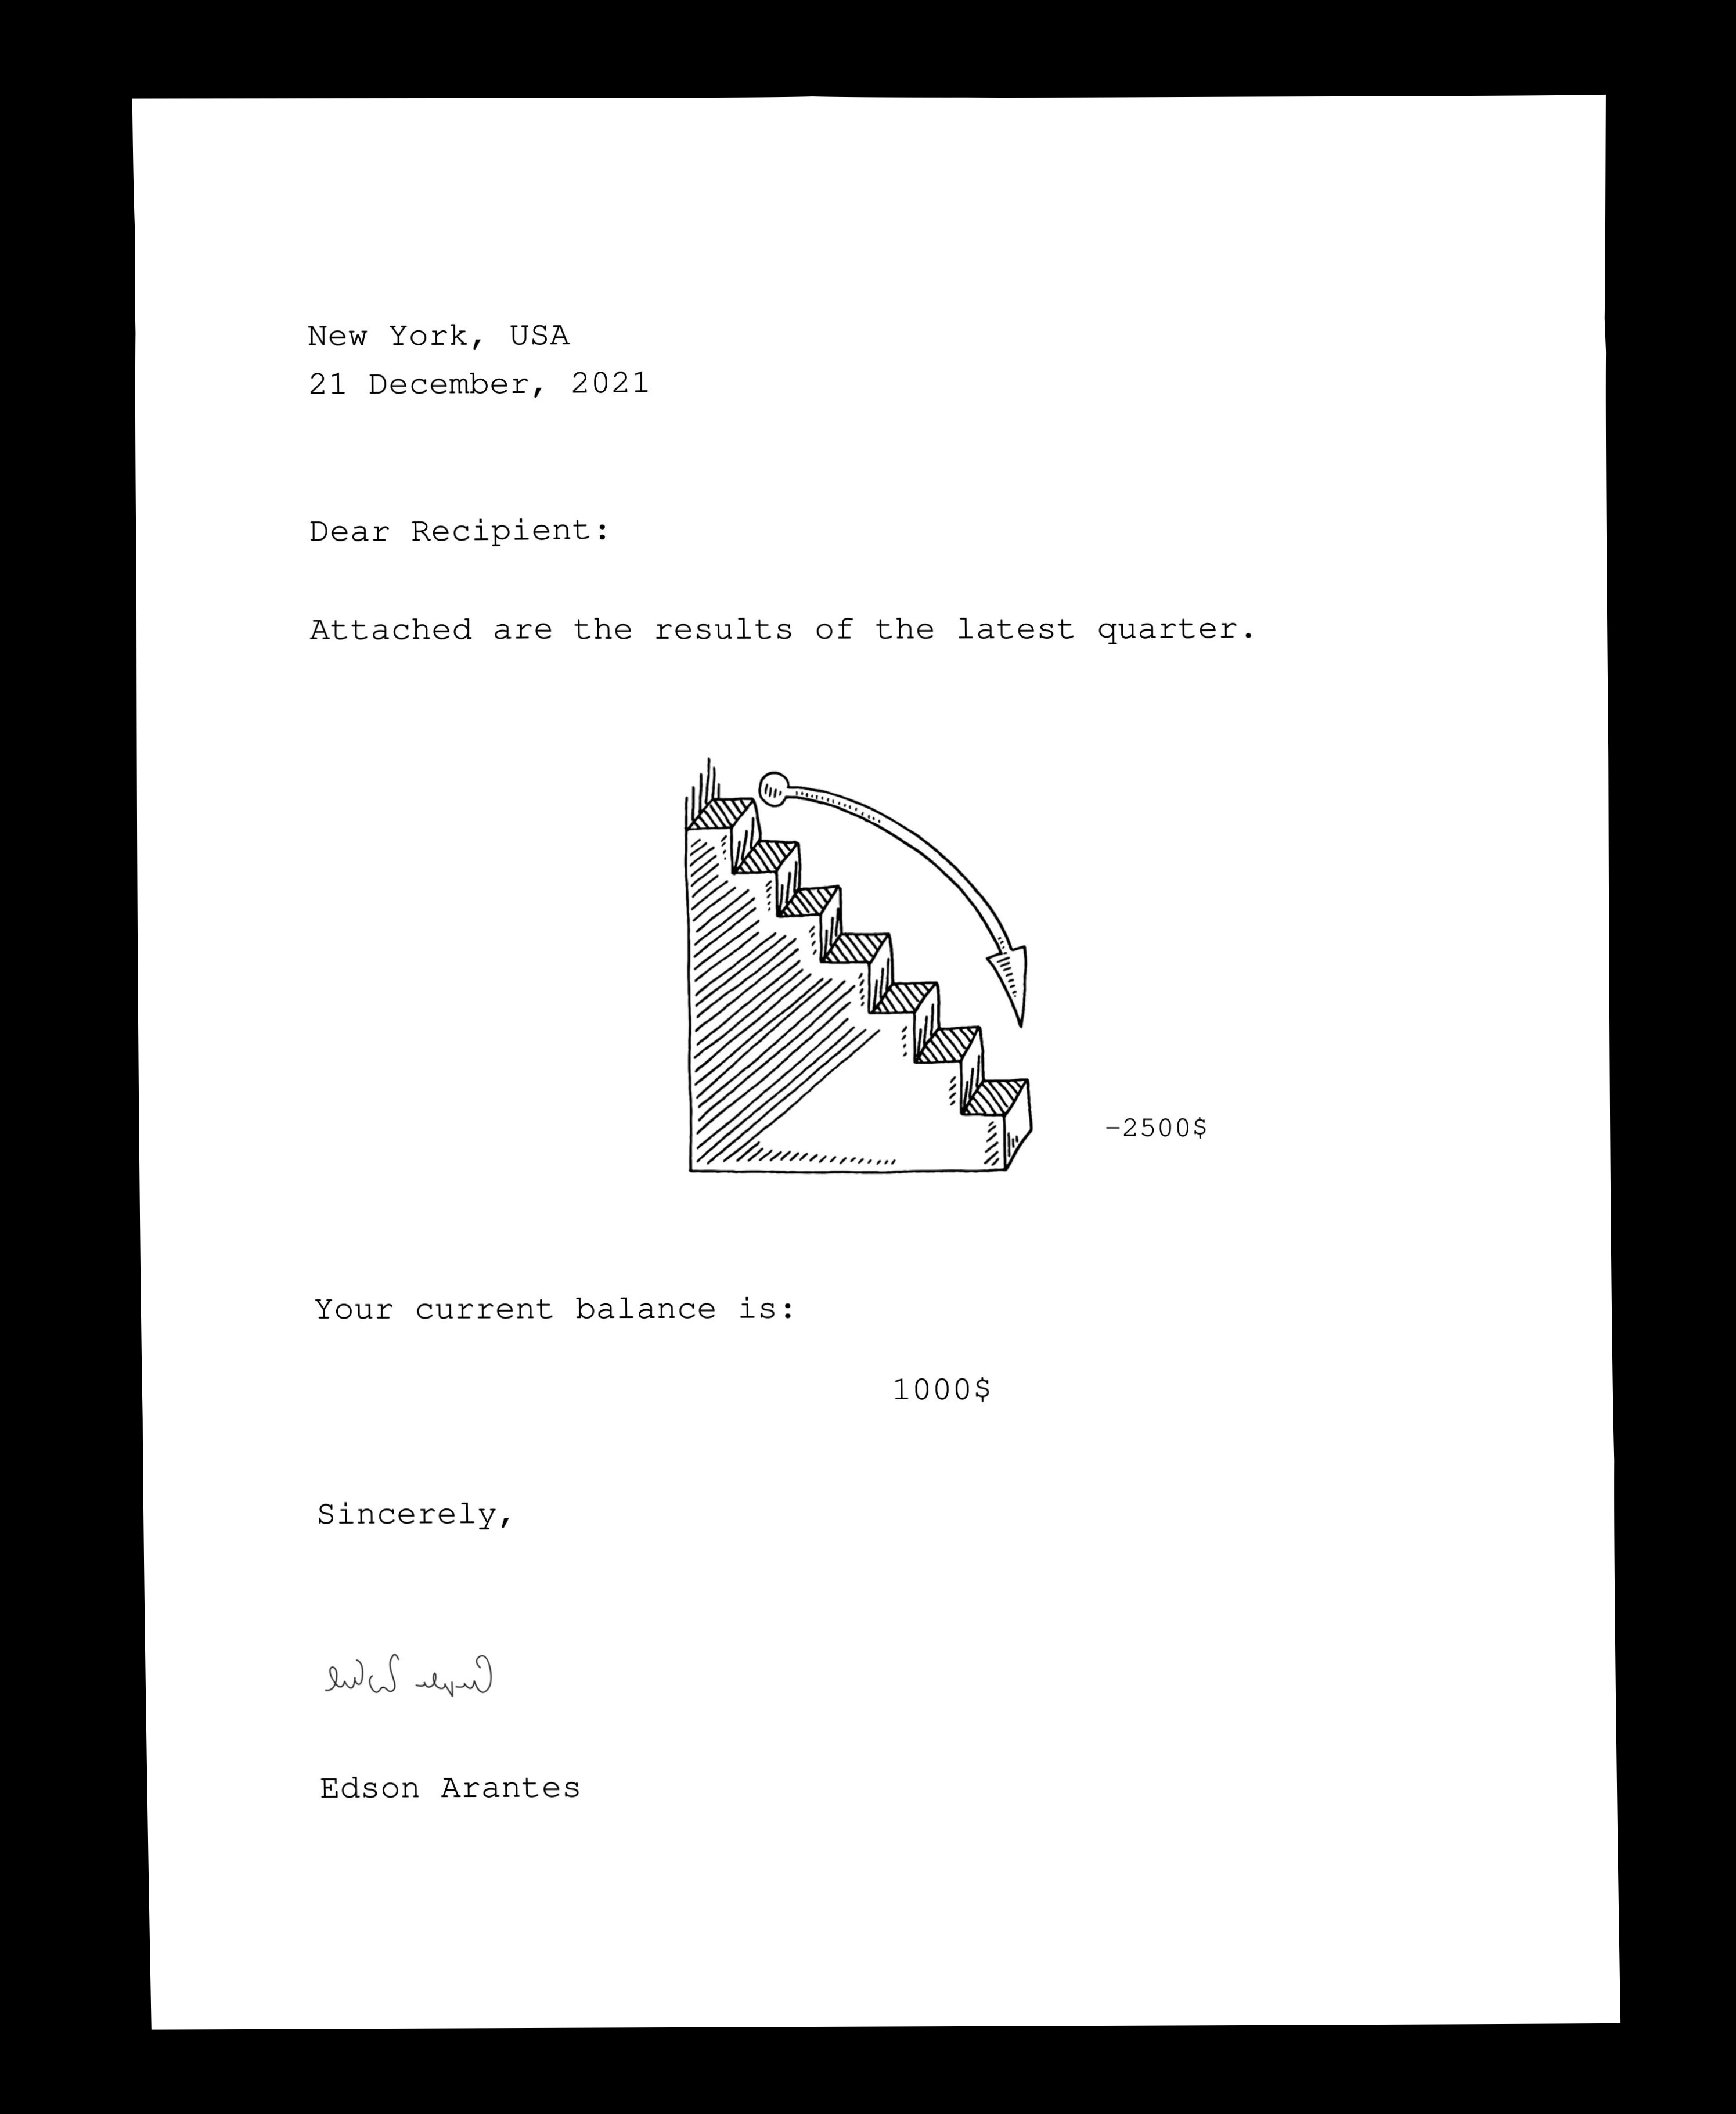 New York, USA
21 December, 2021
Dear Recipient:
Attached are the results of the latest quarter.
-2500$
Your current balance is:
1000$
Sincerely,
Edson Arantes